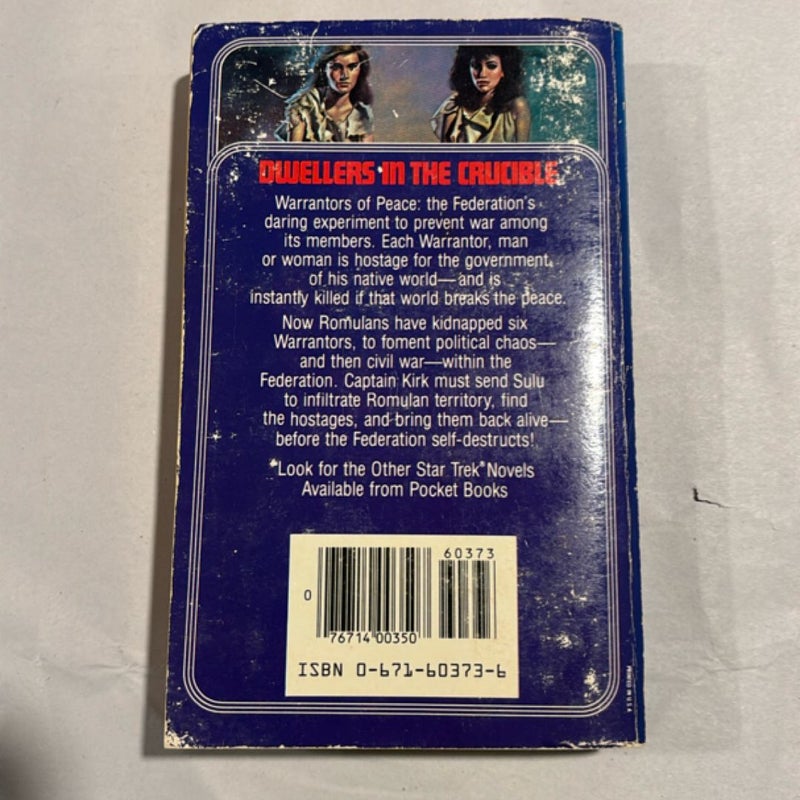 DWELLERS IN THE CRUCIBLE
Warrantors of Peace: the Federation's
daring experiment to prevent war among
its members. Each Warrantor, man
or woman is hostage for the government,
of his native world—and is
instantly killed if that world breaks the peace.
Now Romulans have kidnapped six
Warrantors, to foment political chaos—
and then civil war—within the
Federation. Captain Kirk must send Sulu
to infiltrate Romulan territory, find
the hostages, and bring them back alive—
before the Federation self-destructs!
*Look for the Other Star Trek® Novels
Available from Pocket Books
60373
0
76714 00350
ISBN 0-671-60373-6
PRINTED IN U.S.A.